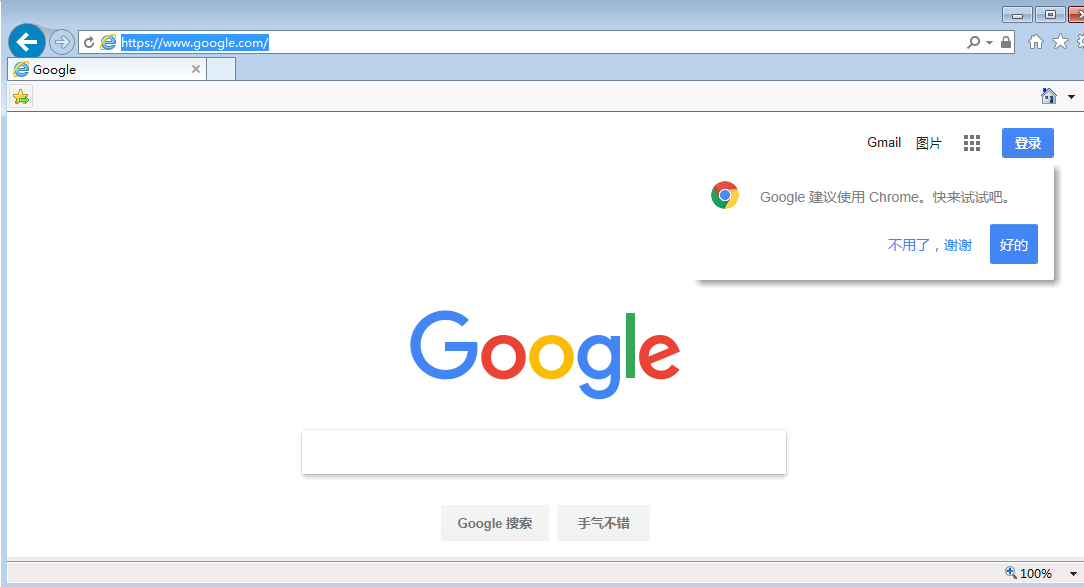 https://www.google.com/
Google
Gmail 图片 登录
Google 建议使用 Chrome。快来试试吧。
不用了，谢谢 好的
Google
Google 搜索 手气不错
100%